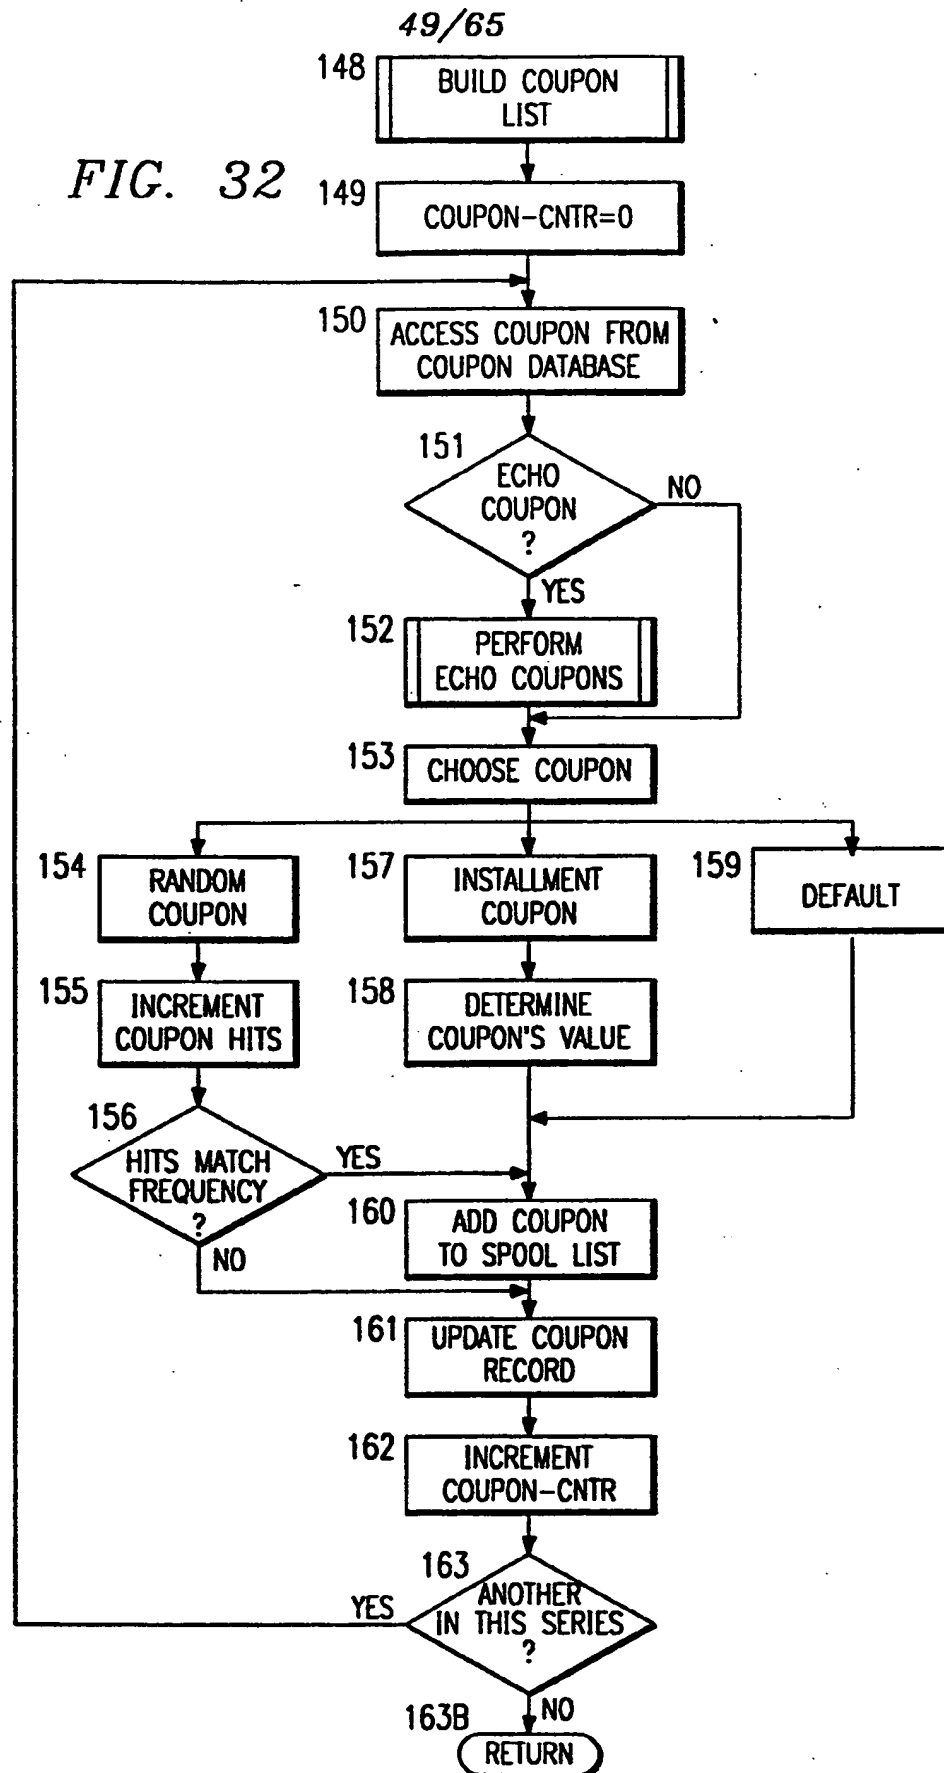 49/65
148
BUILD COUPON
LIST
FIG. 32
149
COUPON-CNTR=0
150
ACCESS COUPON FROM
COUPON DATABASE
151
ECHO
COUPON
?
NO
YES
152
PERFORM
ECHO COUPONS
153
CHOOSE COUPON
154
RANDOM
COUPON
157
INSTALLMENT
COUPON
159
DEFAULT
155
INCREMENT
COUPON HITS
158
DETERMINE
COUPON'S VALUE
156
HITS MATCH
FREQUENCY
?
YES
NO
160
ADD COUPON
TO SPOOL LIST
161
UPDATE COUPON
RECORD
162
INCREMENT
COUPON-CNTR
163
ANOTHER
IN THIS SERIES
?
YES
NO
163B
RETURN